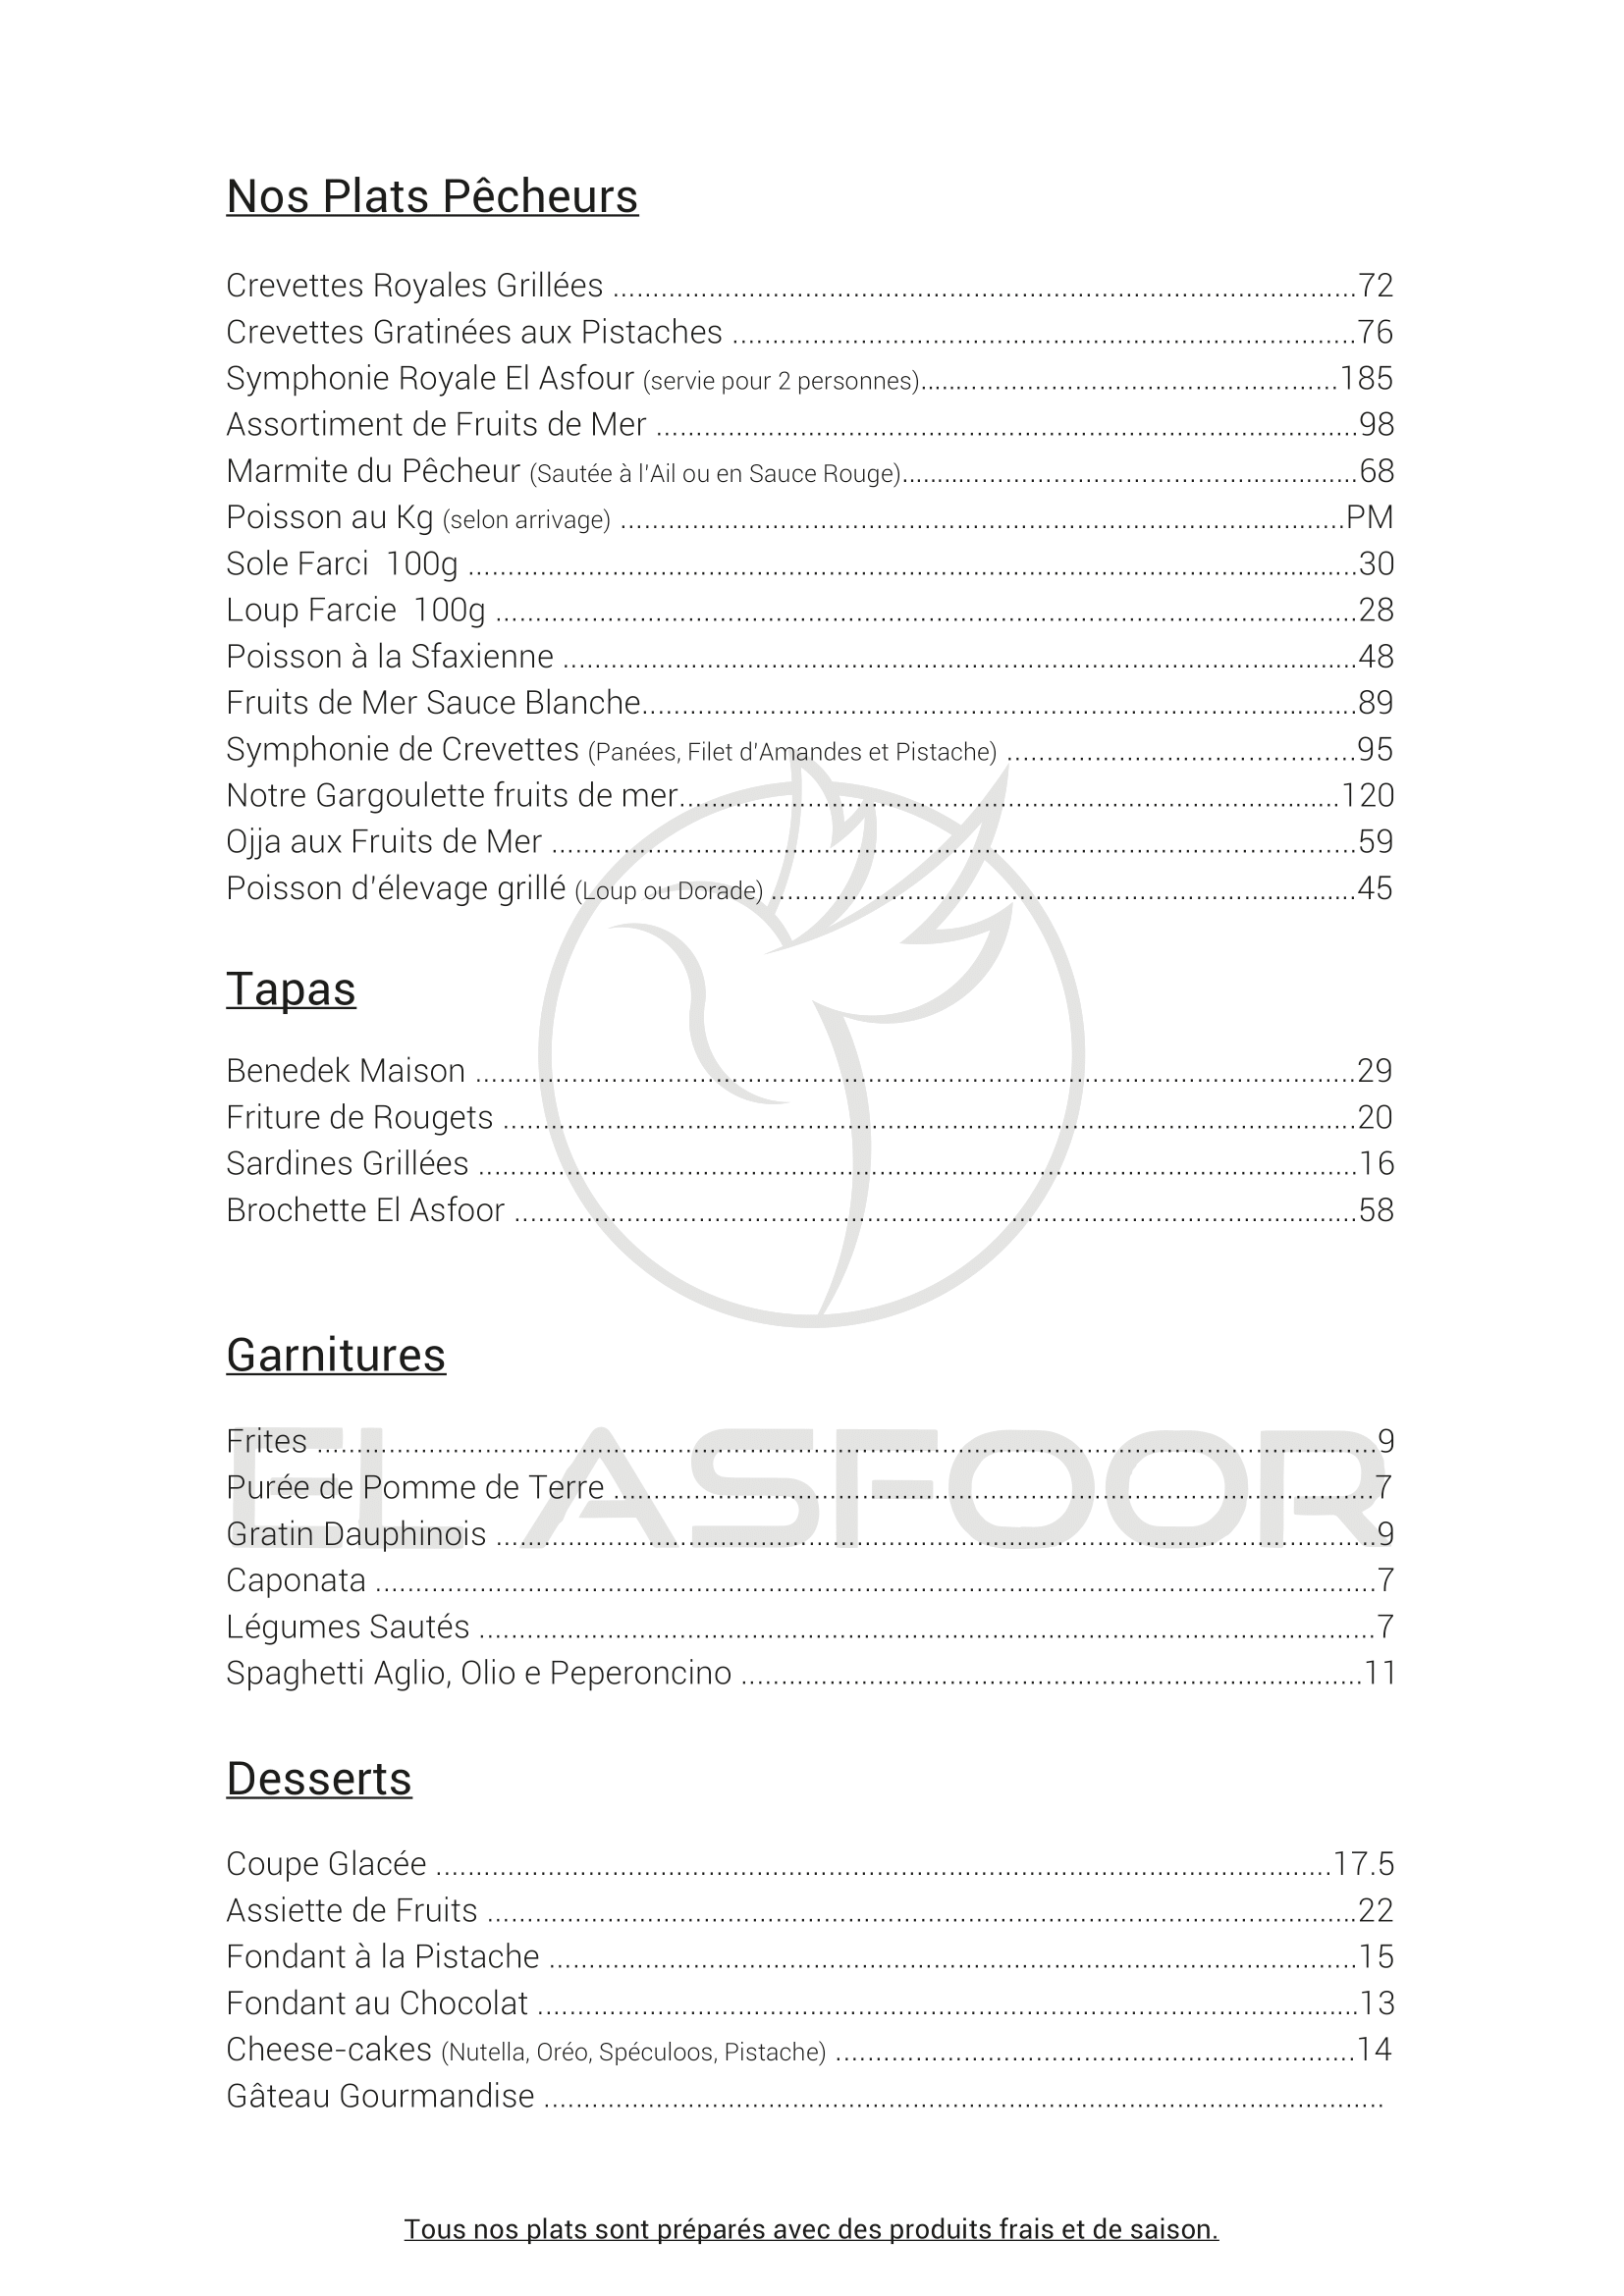 Nos Plats Pêcheurs
Crevettes Royales Grillées ........................................72
Crevettes Gratinées aux Pistaches ........................................76
Symphonie Royale El Asfour (servie pour 2 personnes)........................................185
Assortiment de Fruits de Mer ........................................98
Marmite du Pêcheur (Sautée à l'Ail ou en Sauce Rouge)........................................68
Poisson au Kg (selon arrivage) ........................................PM
Sole Farci  100g ........................................30
Loup Farcie  100g ........................................28
Poisson à la Sfaxienne ........................................48
Fruits de Mer Sauce Blanche........................................89
Symphonie de Crevettes (Panées, Filet d'Amandes et Pistache) ........................................95
Notre Gargoulette fruits de mer........................................120
Ojja aux Fruits de Mer ........................................59
Poisson d'élevage grillé (Loup ou Dorade) ........................................45
Tapas
Benedek Maison ........................................29
Friture de Rougets ........................................20
Sardines Grillées ........................................16
Brochette El Asfoor ........................................58
Garnitures
EL ASFOOR
Frites ........................................9
Purée de Pomme de Terre ........................................7
Gratin Dauphinois ........................................9
Caponata ........................................7
Légumes Sautés ........................................7
Spaghetti Aglio, Olio e Peperoncino ........................................11
Desserts
Coupe Glacée ........................................17.5
Assiette de Fruits ........................................22
Fondant à la Pistache ........................................15
Fondant au Chocolat ........................................13
Cheese-cakes (Nutella, Oréo, Spéculoos, Pistache) ........................................14
Gâteau Gourmandise ........................................
Tous nos plats sont préparés avec des produits frais et de saison.